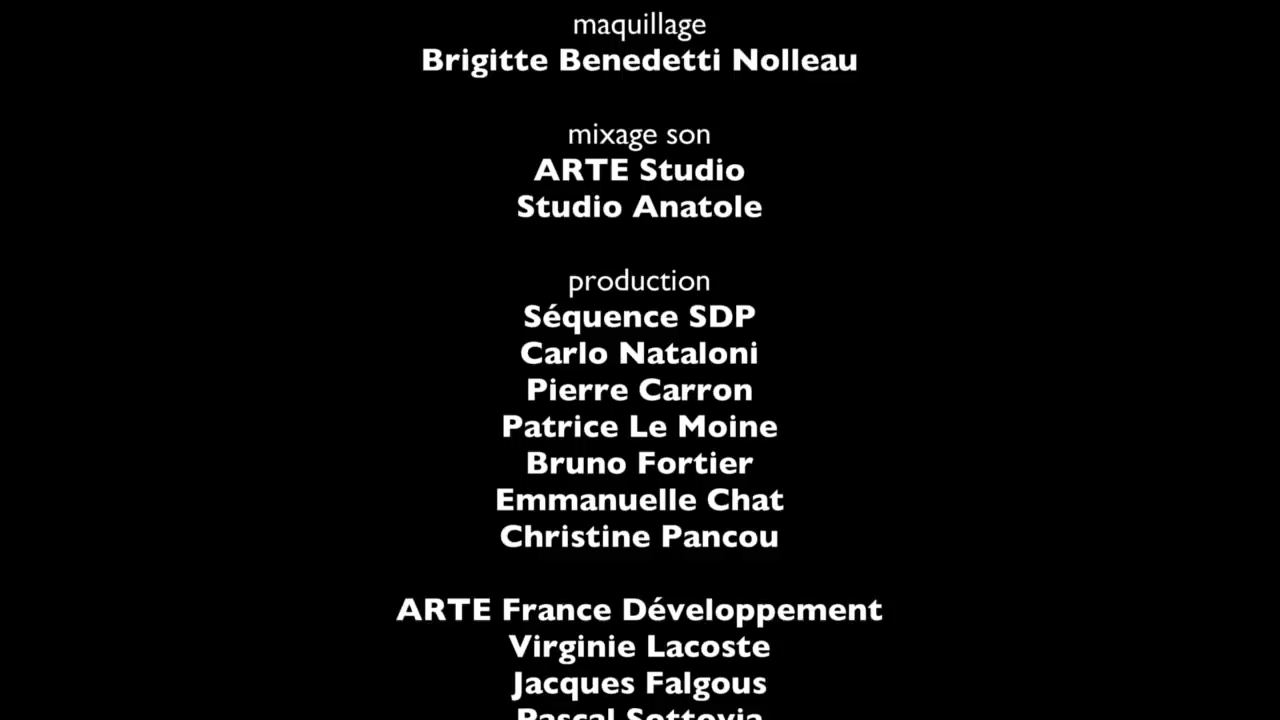 maquillage
Brigitte Benedetti Nolleau
mixage son
ARTE Studio
Studio Anatole
production
Séquence SDP
Carlo Nataloni
Pierre Carron
Patrice Le Moine
Bruno Fortier
Emmanuelle Chat
Christine Pancou
ARTE France Développement
Virginie Lacoste
Jacques Falgous
Pascal